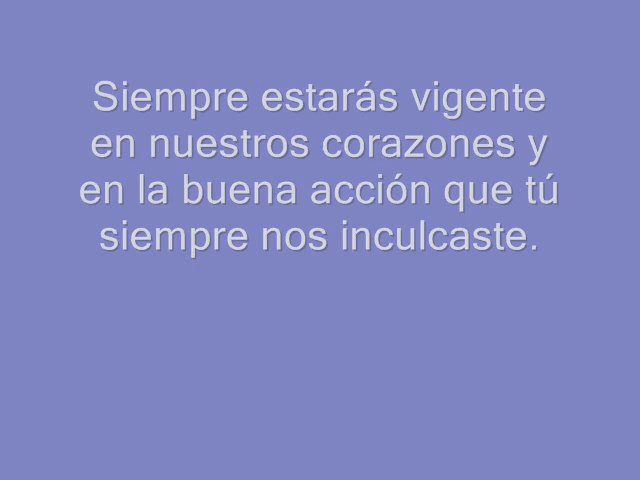 Siempre estarás vigente
en nuestros corazones y
en la buena acción que tú
siempre nos inculcaste.